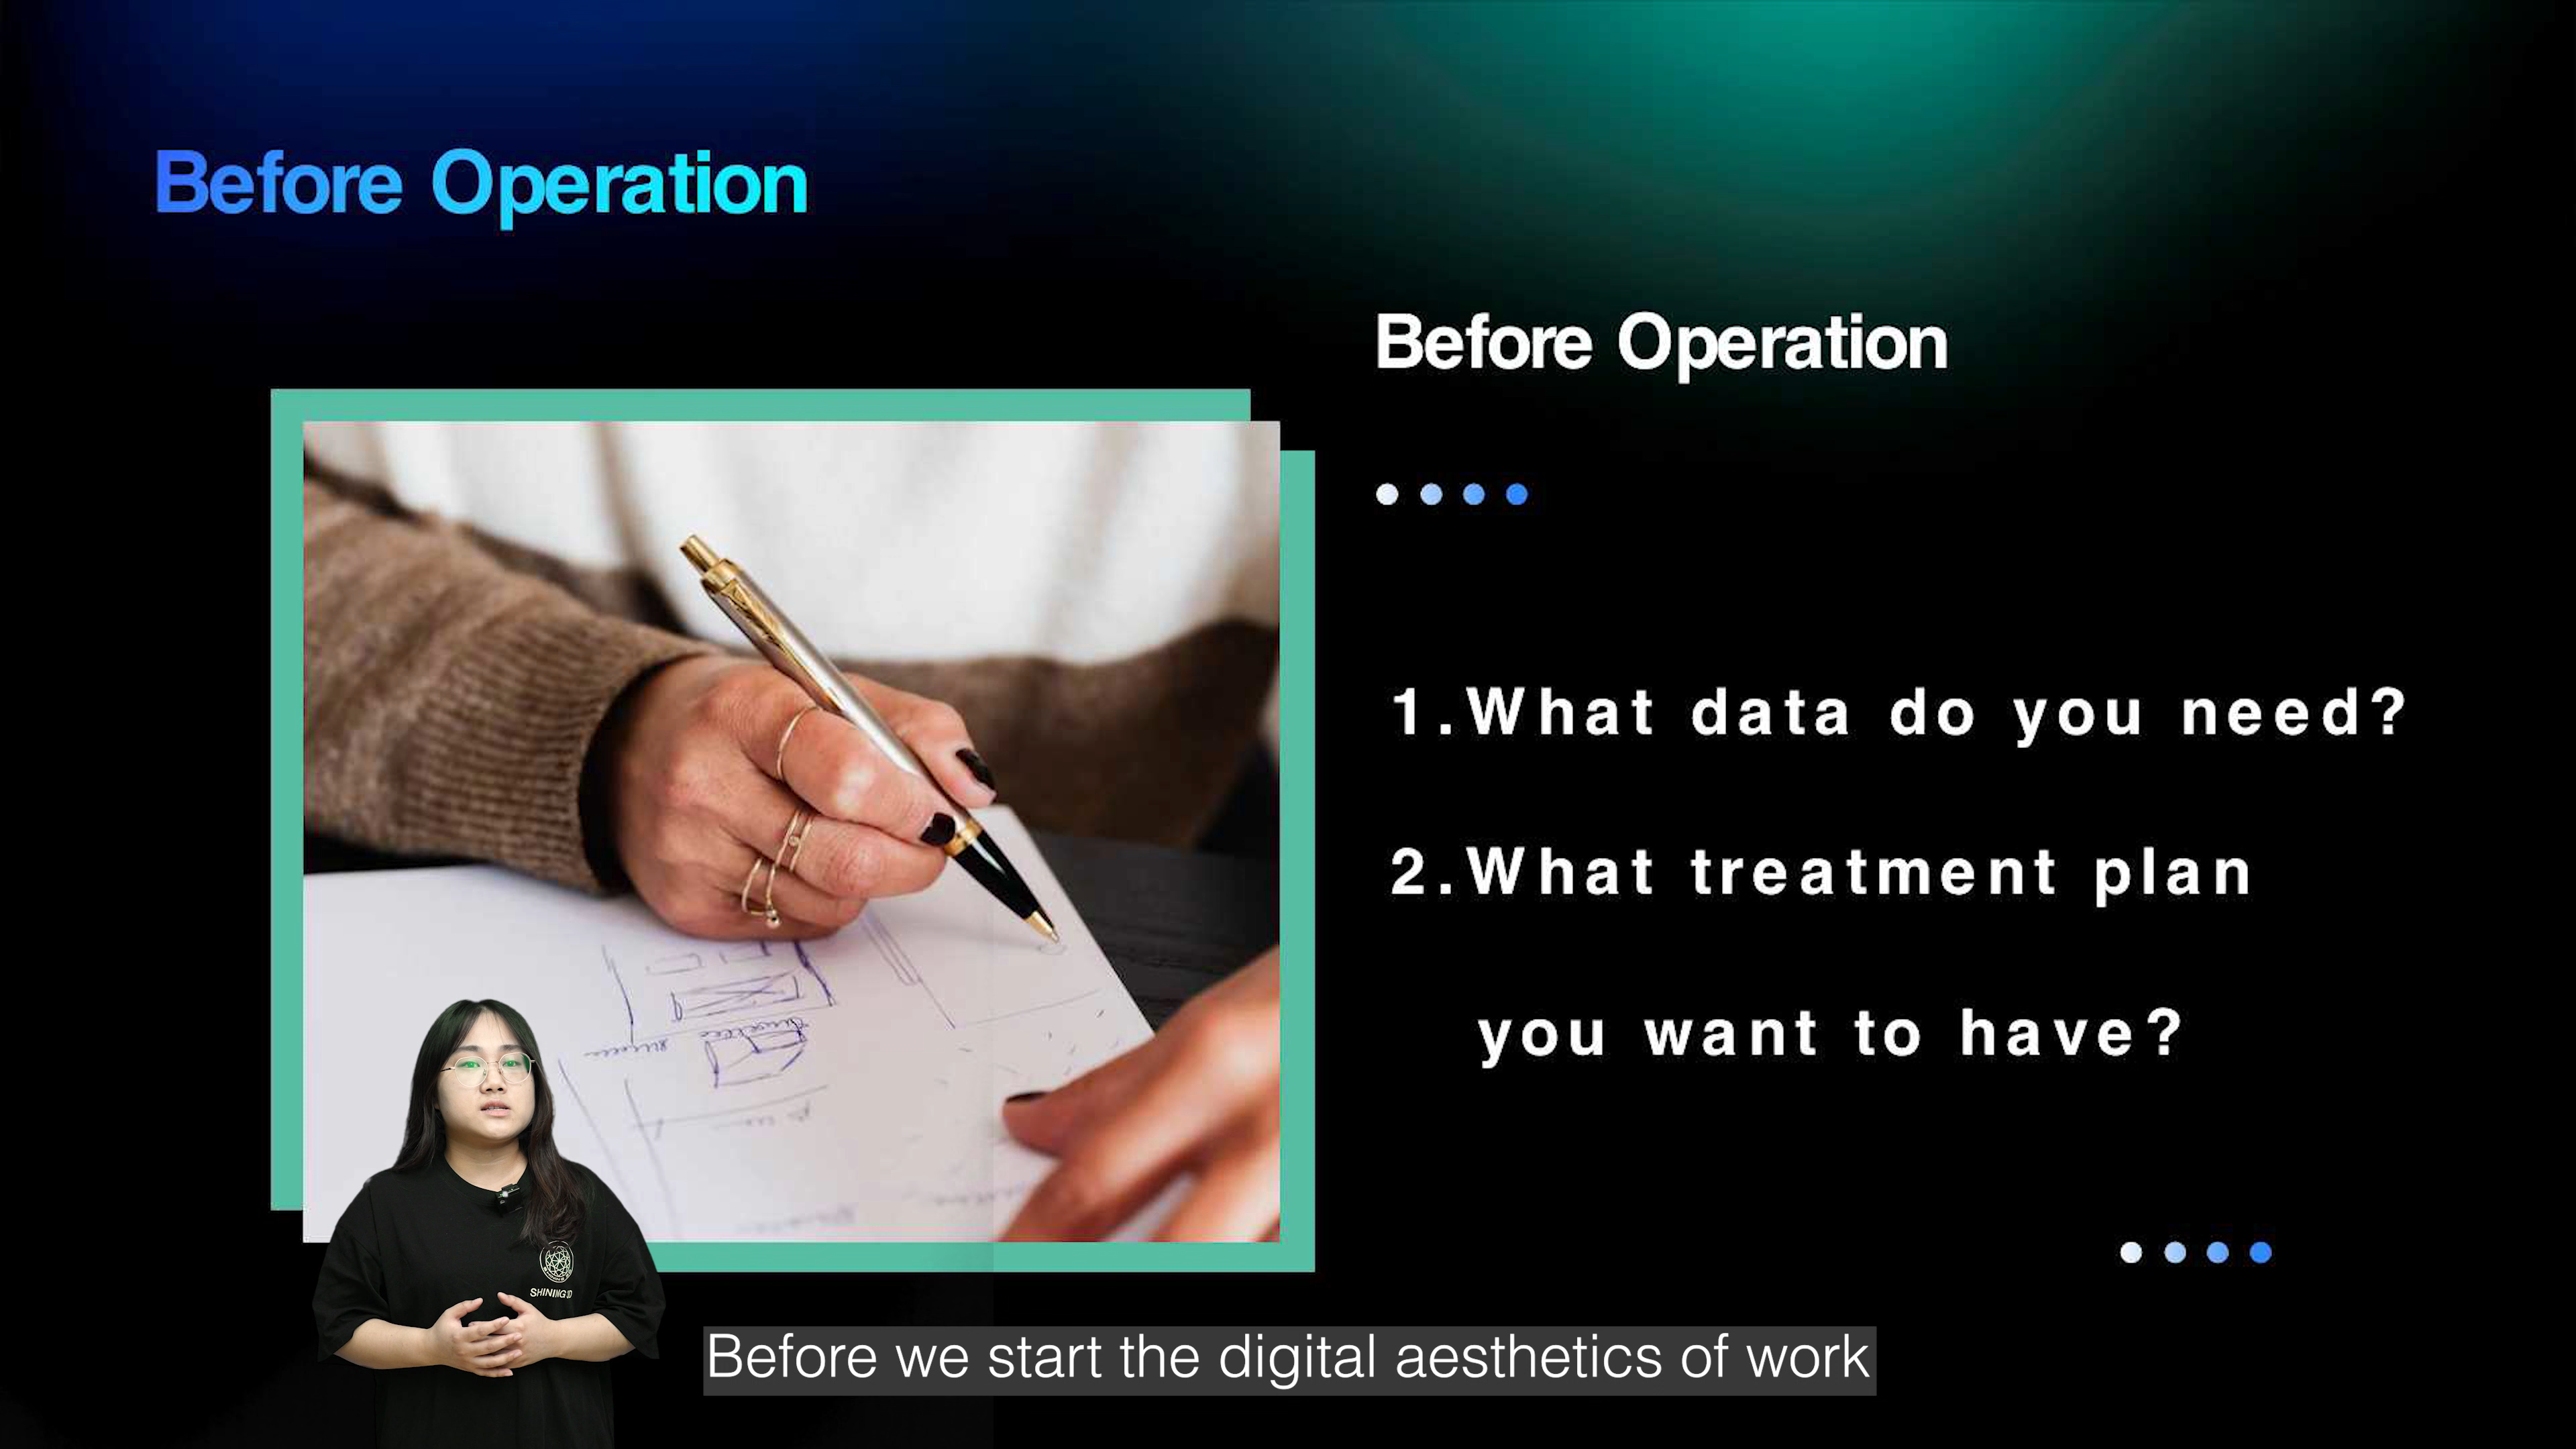 Before Operation
Before Operation
1.What data do you need?
2.What treatment plan
you want to have?
SHINING3D
Before we start the digital aesthetics of work